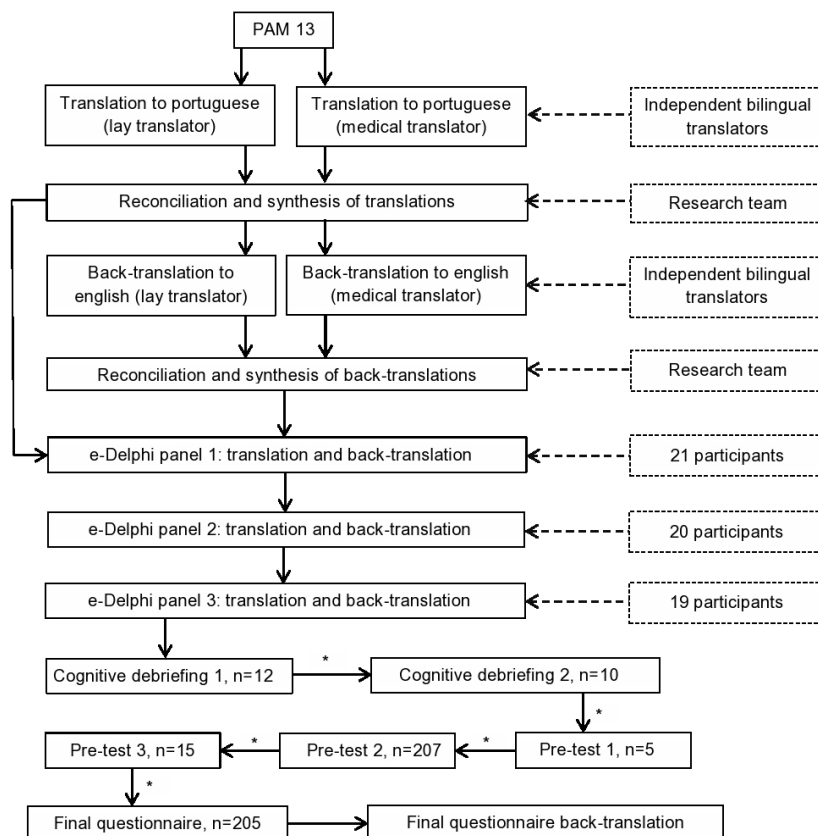 PAM 13
Translation to portuguese
(lay translator)
Translation to portuguese
(medical translator)
Independent bilingual
translators
Reconciliation and synthesis of translations
Research team
Back-translation to
english (lay translator)
Back-translation to english
(medical translator)
Independent bilingual
translators
Reconciliation and synthesis of back-translations
Research team
e-Delphi panel 1: translation and back-translation
21 participants
e-Delphi panel 2: translation and back-translation
20 participants
e-Delphi panel 3: translation and back-translation
19 participants
Cognitive debriefing 1, n=12
*
Cognitive debriefing 2, n=10
*
Pre-test 3, n=15
*
Pre-test 2, n=207
*
Pre-test 1, n=5
*
Final questionnaire, n=205
Final questionnaire back-translation